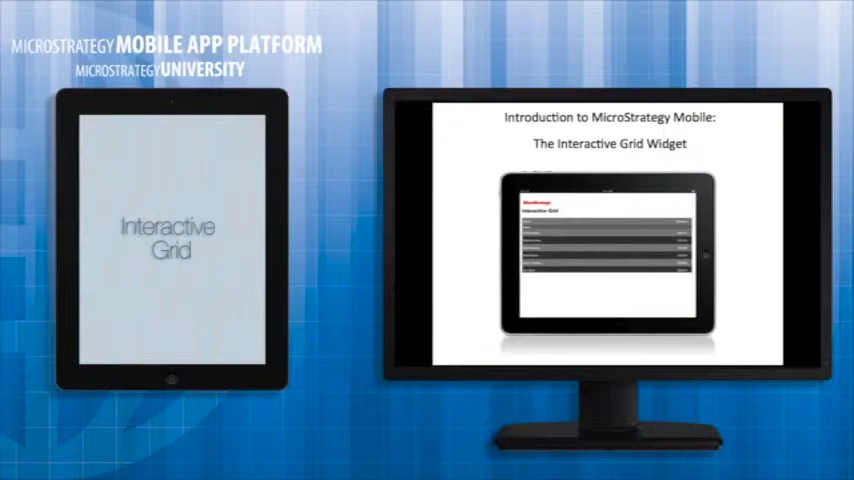 MICROSTRATEGY MOBILE APP PLATFORM
MICROSTRATEGY UNIVERSITY
Interactive
Grid
Introduction to MicroStrategy Mobile:
The Interactive Grid Widget
MicroStrategy
Interactive Grid